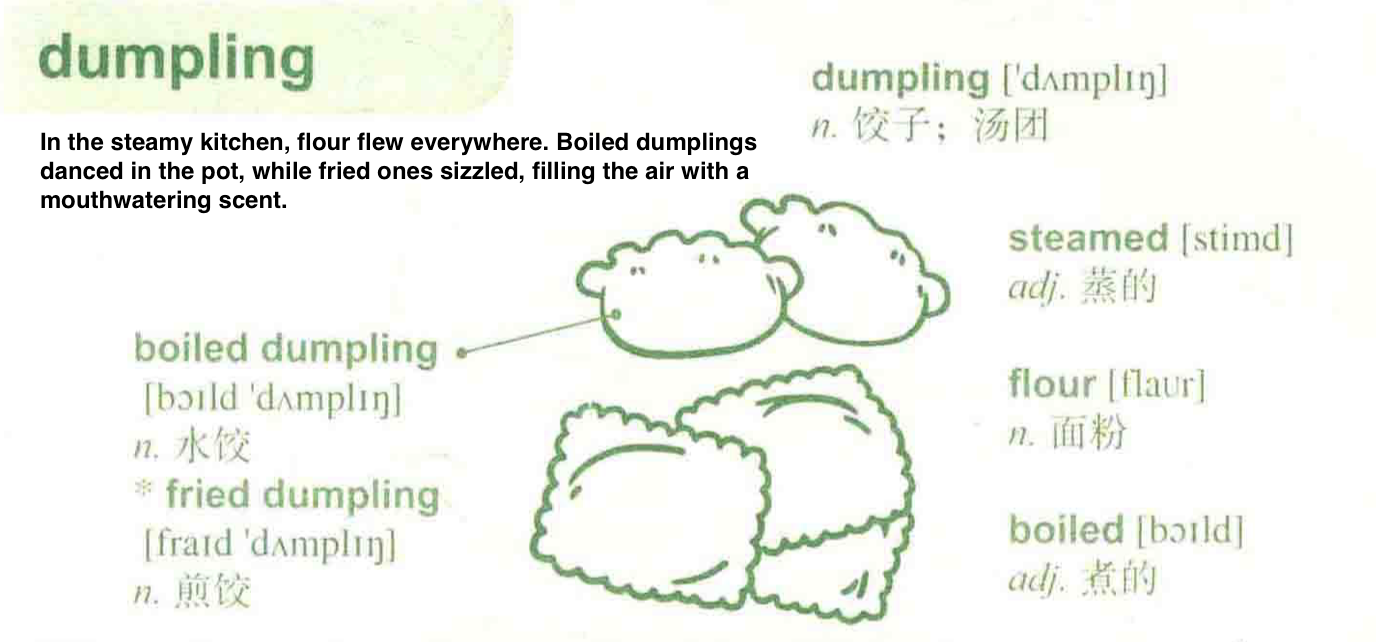 dumpling
In the steamy kitchen, flour flew everywhere. Boiled dumplings
danced in the pot, while fried ones sizzled, filling the air with a
mouthwatering scent.
dumpling ['dʌmplɪŋ]
n. 饺子；汤团
steamed [stimd]
adj. 蒸的
flour [flaʊr]
n. 面粉
boiled [bɔɪld]
adj. 煮的
boiled dumpling
[bɔɪld 'dʌmplɪŋ]
n. 水饺
* fried dumpling
[fraɪd 'dʌmplɪŋ]
n. 煎饺